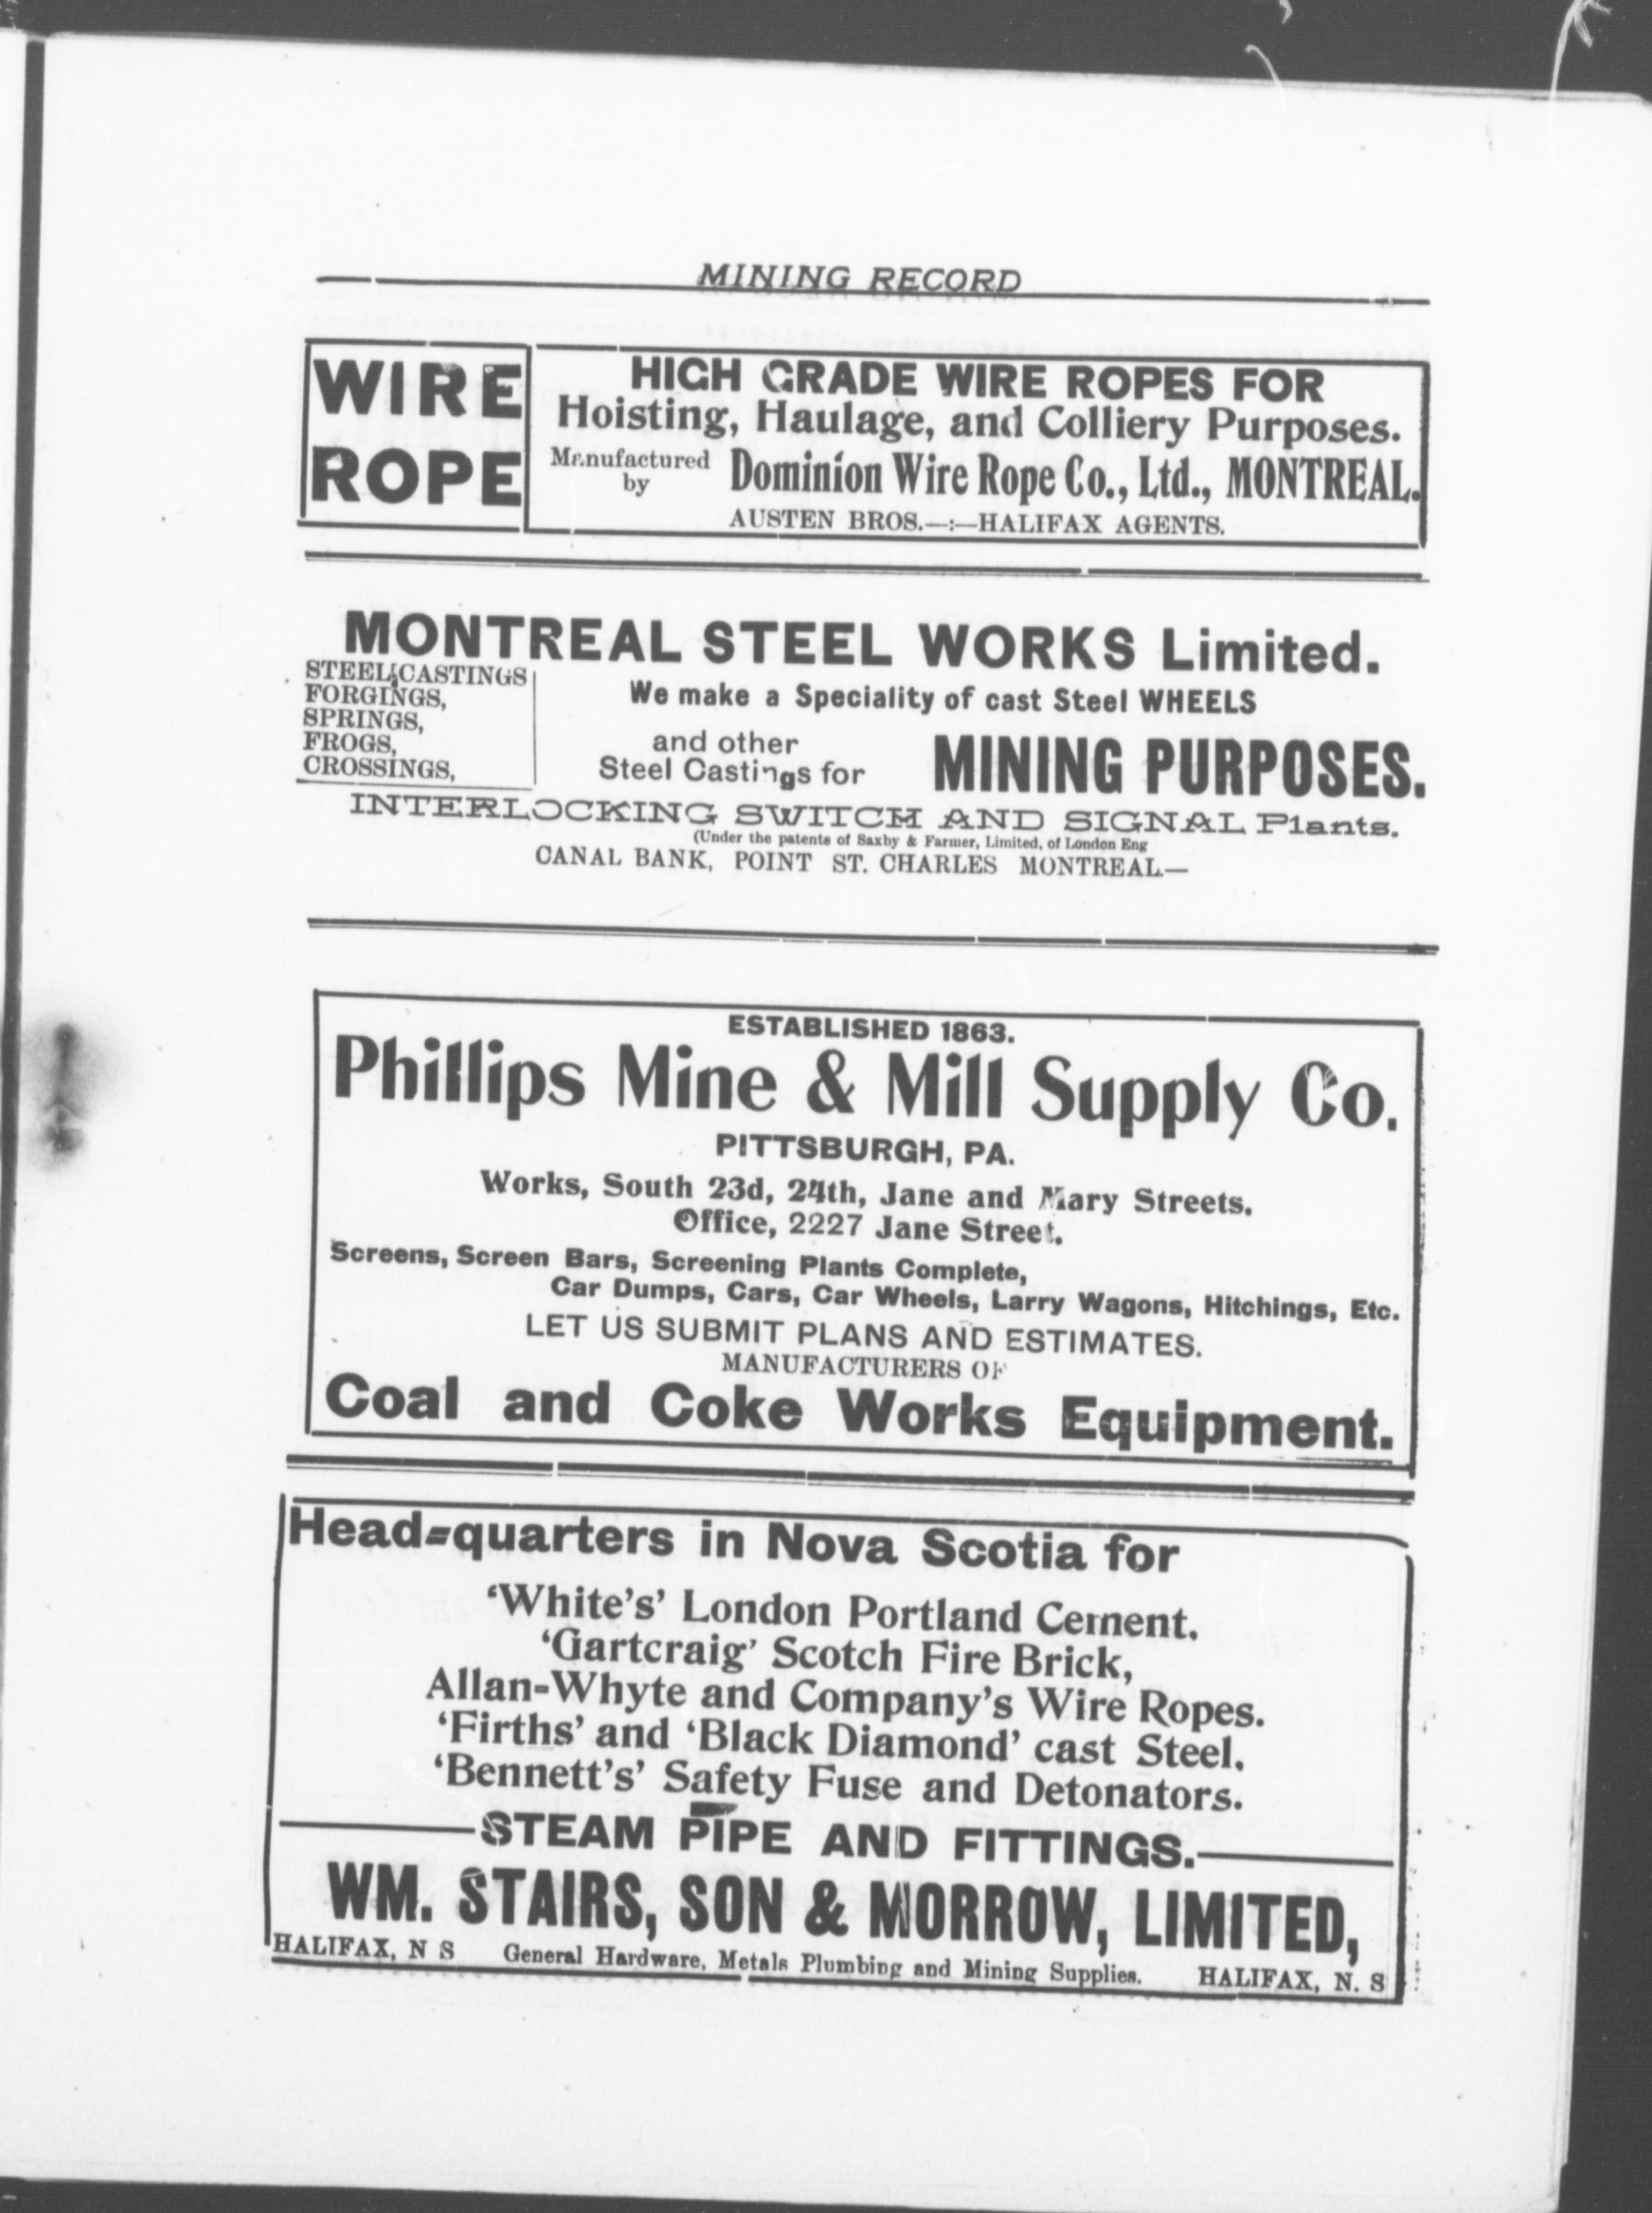 MINING RECORD
WIRE
ROPE
HIGH GRADE WIRE ROPES FOR
Hoisting, Haulage, and Colliery Purposes.
Manufactured by Dominion Wire Rope Co., Ltd., MONTREAL.
AUSTEN BROS.—:—HALIFAX AGENTS.
MONTREAL STEEL WORKS Limited.
STEEL CASTINGS
FORGINGS,
SPRINGS,
FROGS,
CROSSINGS,
We make a Speciality of cast Steel WHEELS
and other
Steel Castings for MINING PURPOSES.
INTERLOCKING SWITCH AND SIGNAL Plants.
(Under the patents of Saxby & Farmer, Limited, of London Eng
CANAL BANK, POINT ST. CHARLES MONTREAL—
ESTABLISHED 1863.
Phillips Mine & Mill Supply Co.
PITTSBURGH, PA.
Works, South 23d, 24th, Jane and Mary Streets.
Office, 2227 Jane Street.
Screens, Screen Bars, Screening Plants Complete,
Car Dumps, Cars, Car Wheels, Larry Wagons, Hitchings, Etc.
LET US SUBMIT PLANS AND ESTIMATES.
MANUFACTURERS OF
Coal and Coke Works Equipment.
Head=quarters in Nova Scotia for
‘White's’ London Portland Cement.
‘Gartcraig’ Scotch Fire Brick,
Allan=Whyte and Company's Wire Ropes.
‘Firths’ and ‘Black Diamond’ cast Steel.
‘Bennett's’ Safety Fuse and Detonators.
STEAM PIPE AND FITTINGS.
WM. STAIRS, SON & MORROW, LIMITED,
HALIFAX, N S General Hardware, Metals Plumbing and Mining Supplies. HALIFAX, N. S